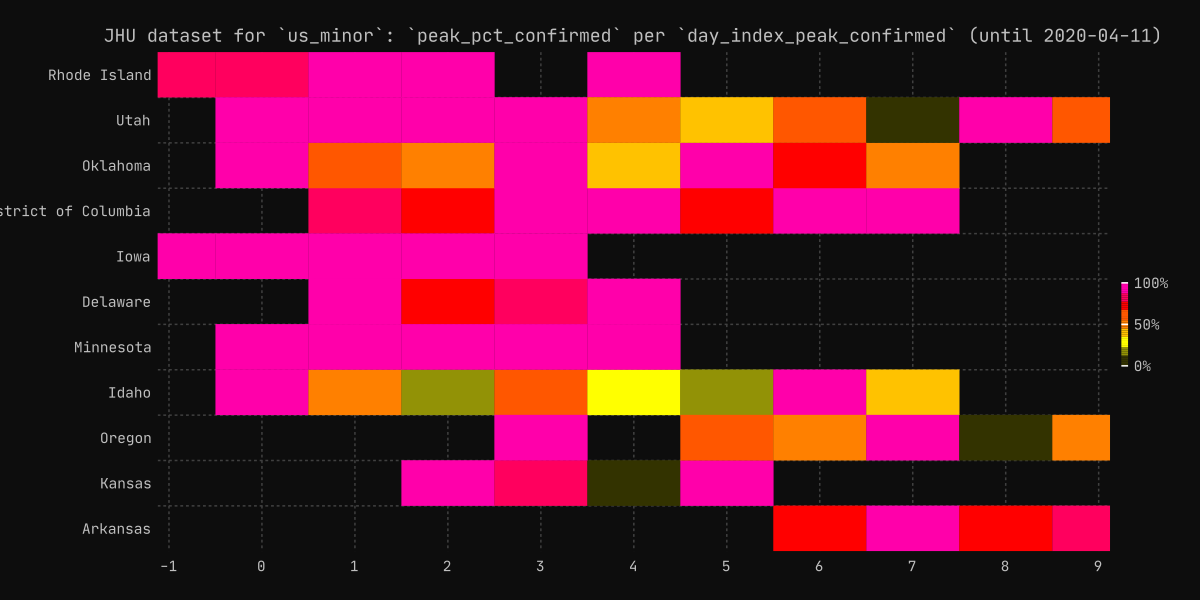 JHU dataset for `us_minor`: `peak_pct_confirmed` per `day_index_peak_confirmed` (until 2020-04-11)
Rhode Island
Utah
Oklahoma
strict of Columbia
Iowa
Delaware
Minnesota
Idaho
Oregon
Kansas
Arkansas
100%
50%
0%
-1 0 1 2 3 4 5 6 7 8 9